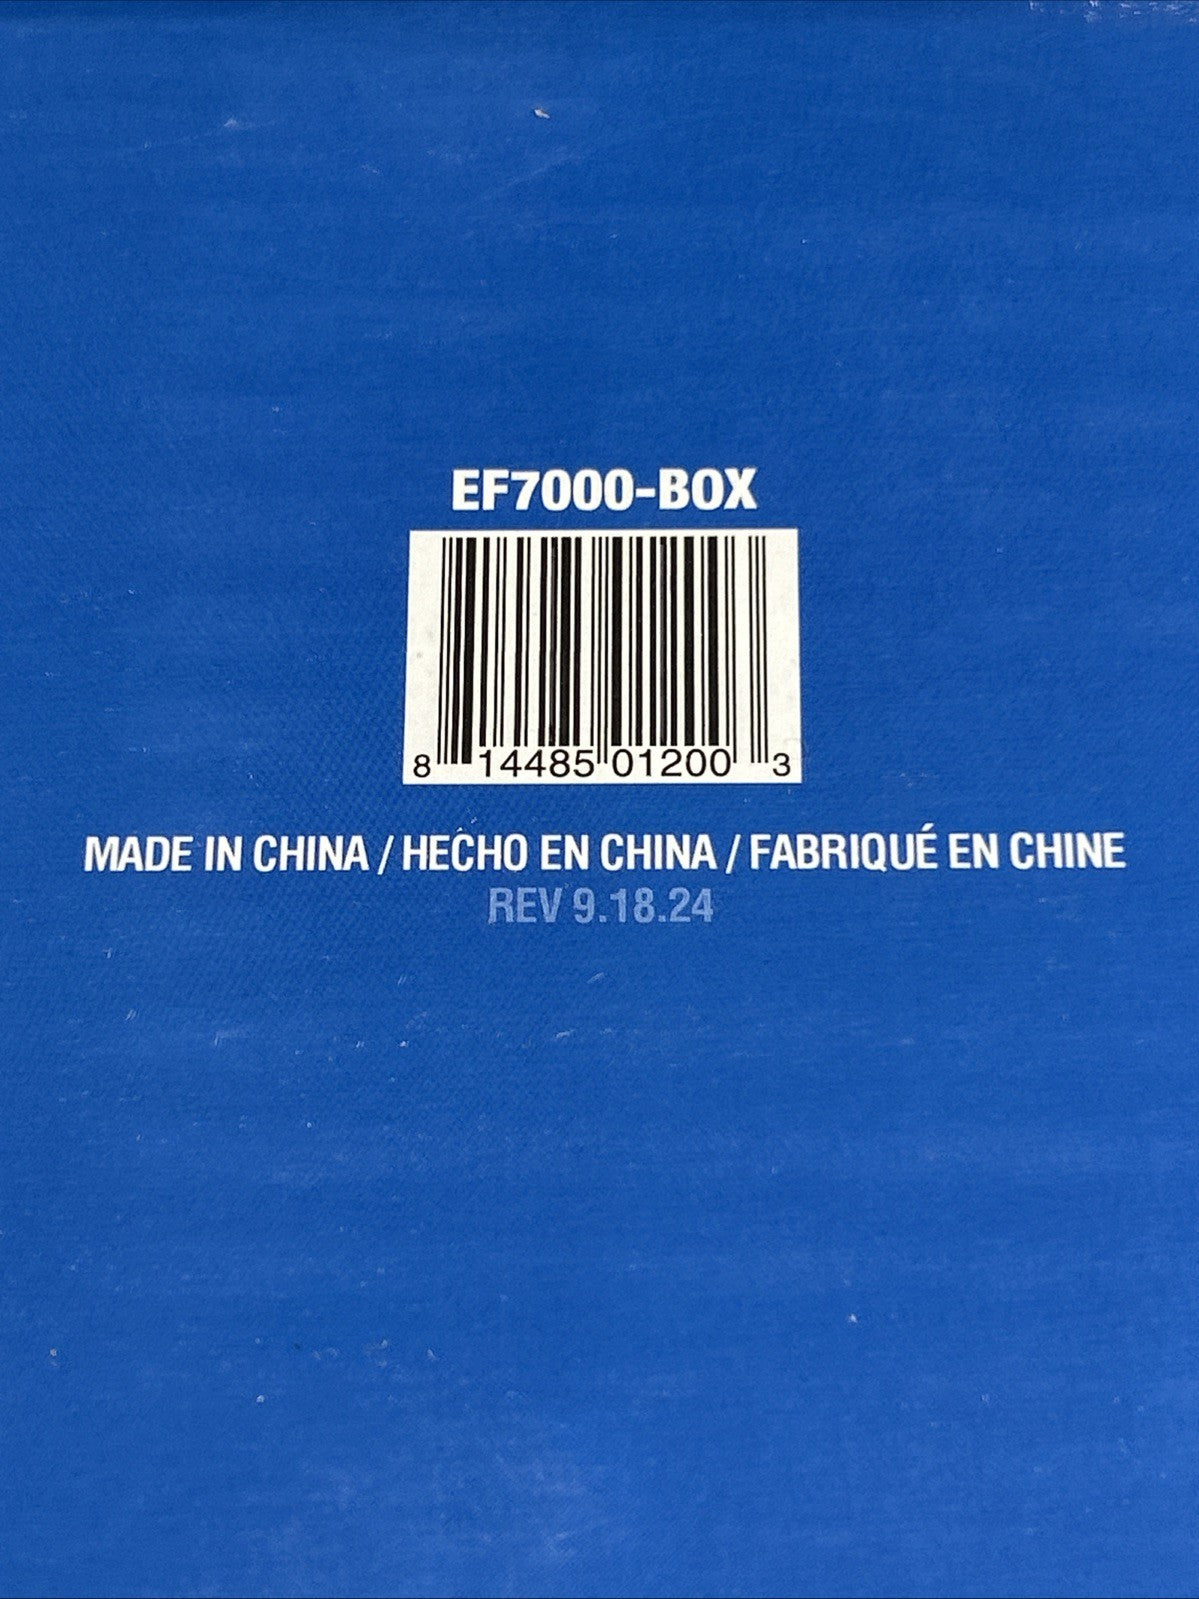 EF7000-BOX
8 14485 01200 3
MADE IN CHINA / HECHO EN CHINA / FABRIQUÉ EN CHINE
REV 9.18.24